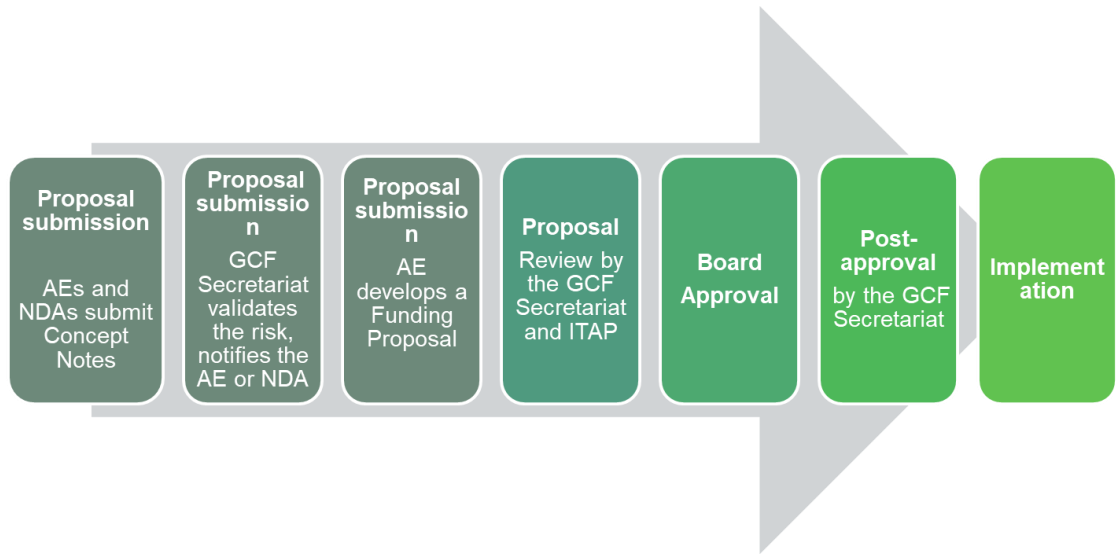 Proposal
submission
AEs and
NDAs submit
Concept
Notes
Proposal
submissio
n
GCF
Secretariat
validates
the risk,
notifies the
AE or NDA
Proposal
submissio
n
AE
develops a
Funding
Proposal
Proposal
Review by
the GCF
Secretariat
and ITAP
Board
Approval
Post-
approval
by the GCF
Secretariat
Implement
ation